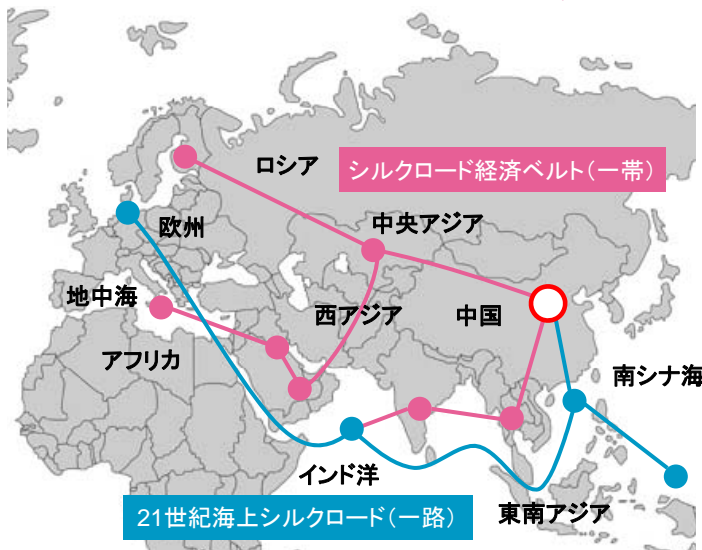 ロシア
シルクロード経済ベルト(一帯)
欧州
中央アジア
地中海
西アジア
中国
アフリカ
南シナ海
インド洋
21世紀海上シルクロード(一路)
東南アジア